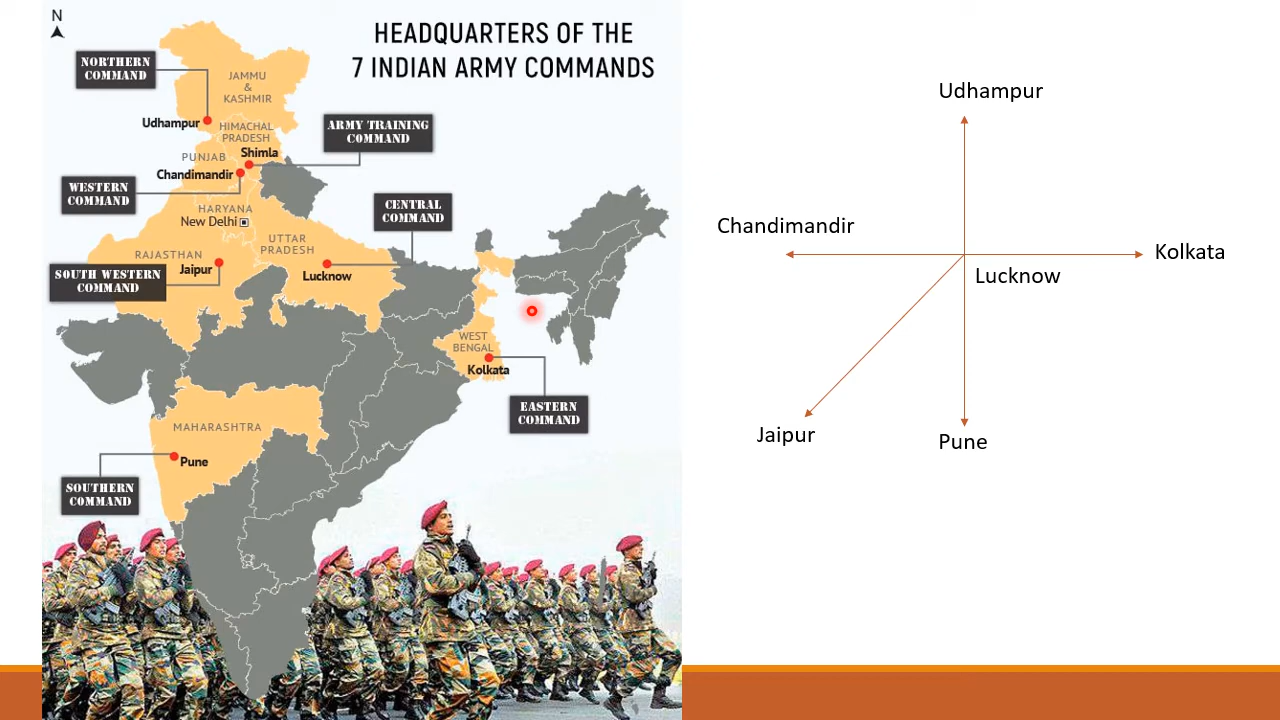 N
HEADQUARTERS OF THE
7 INDIAN ARMY COMMANDS
NORTHERN
COMMAND
JAMMU
&
KASHMIR
Udhampur
HIMACHAL
PRADESH
ARMY TRAINING
COMMAND
Shimla
PUNJAB
Chandimandir
WESTERN
COMMAND
HARYANA
New Delhi
CENTRAL
COMMAND
UTTAR
PRADESH
RAJASTHAN
Jaipur
Lucknow
SOUTH WESTERN
COMMAND
WEST
BENGAL
Kolkata
EASTERN
COMMAND
MAHARASHTRA
Pune
SOUTHERN
COMMAND
Udhampur
Chandimandir
Kolkata
Lucknow
Jaipur
Pune